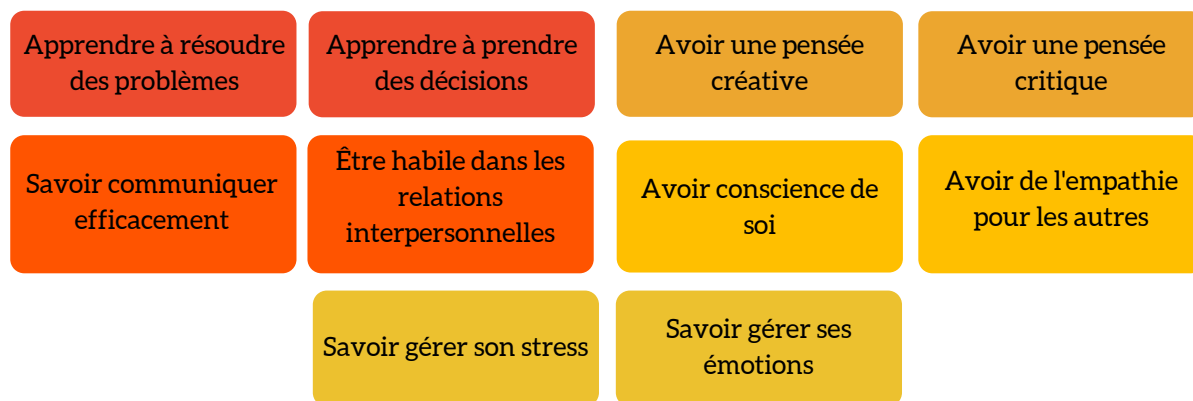 Apprendre à résoudre
des problèmes
Apprendre à prendre
des décisions
Avoir une pensée
créative
Avoir une pensée
critique
Savoir communiquer
efficacement
Être habile dans les
relations
interpersonnelles
Avoir conscience de
soi
Avoir de l'empathie
pour les autres
Savoir gérer son stress
Savoir gérer ses
émotions